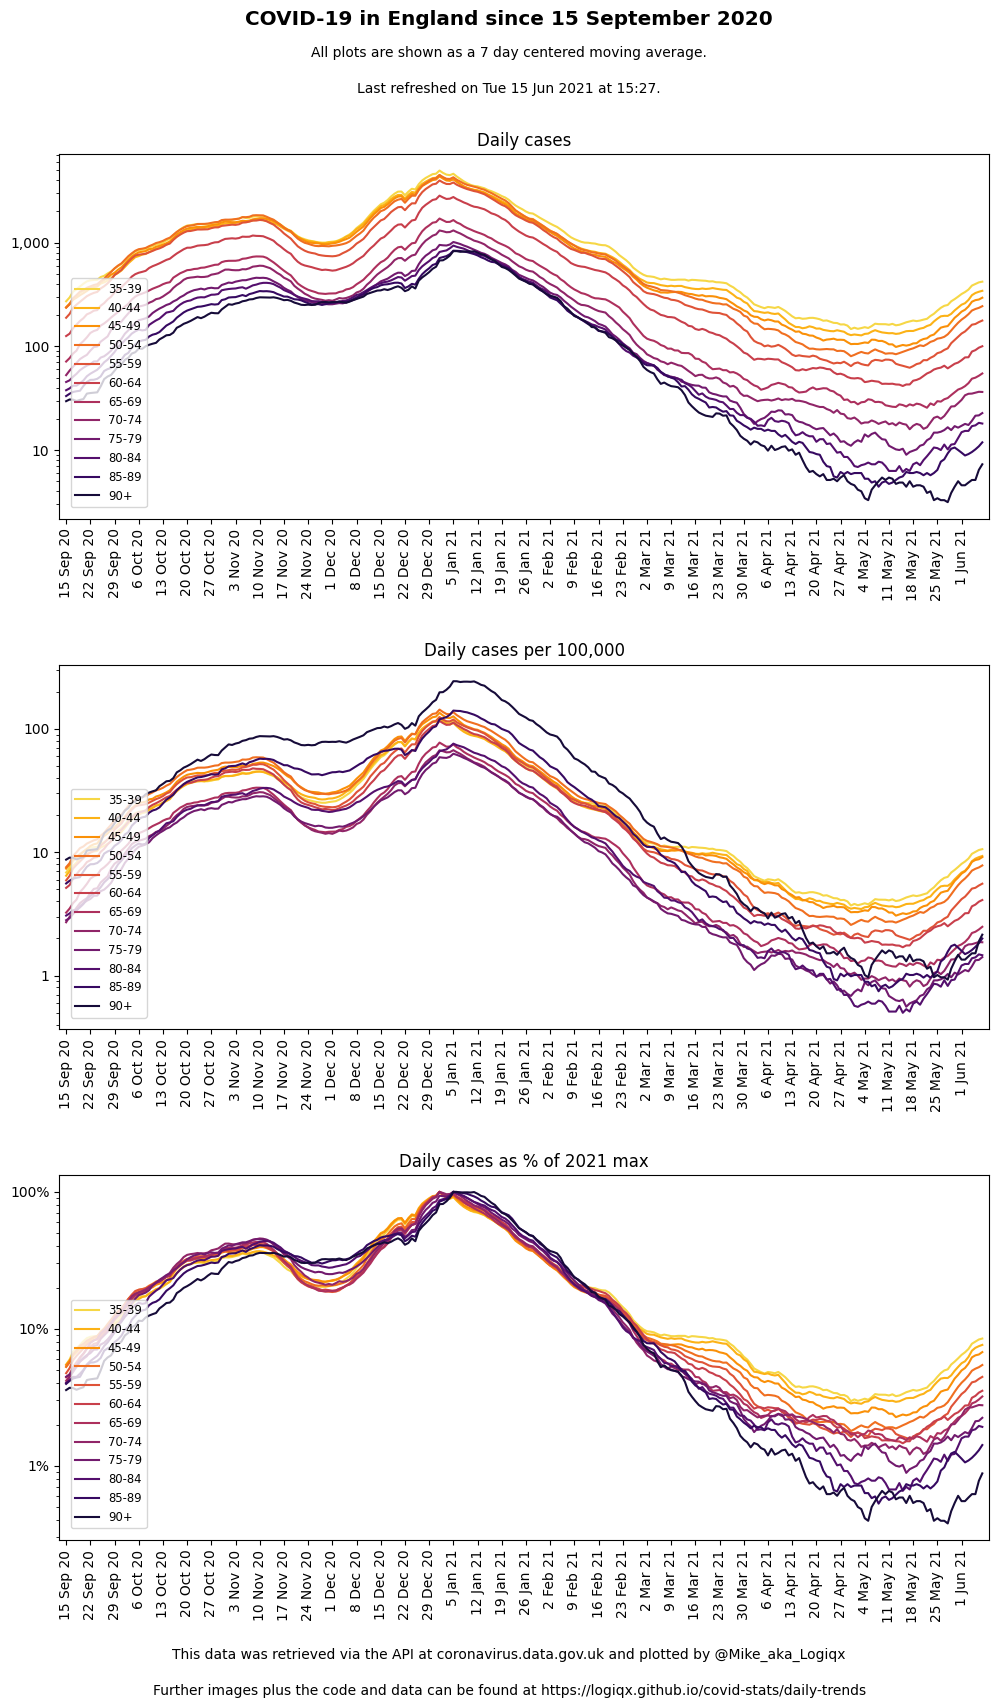 COVID-19 in England since 15 September 2020
All plots are shown as a 7 day centered moving average.
Last refreshed on Tue 15 Jun 2021 at 15:27.
Daily cases
1,000
100
10
35-39
40-44
45-49
50-54
55-59
60-64
65-69
70-74
75-79
80-84
85-89
90+
15 Sep 20
22 Sep 20
29 Sep 20
6 Oct 20
13 Oct 20
20 Oct 20
27 Oct 20
3 Nov 20
10 Nov 20
17 Nov 20
24 Nov 20
1 Dec 20
8 Dec 20
15 Dec 20
22 Dec 20
29 Dec 20
5 Jan 21
12 Jan 21
19 Jan 21
26 Jan 21
2 Feb 21
9 Feb 21
16 Feb 21
23 Feb 21
2 Mar 21
9 Mar 21
16 Mar 21
23 Mar 21
30 Mar 21
6 Apr 21
13 Apr 21
20 Apr 21
27 Apr 21
4 May 21
11 May 21
18 May 21
25 May 21
1 Jun 21
Daily cases per 100,000
100
10
1
35-39
40-44
45-49
50-54
55-59
60-64
65-69
70-74
75-79
80-84
85-89
90+
15 Sep 20
22 Sep 20
29 Sep 20
6 Oct 20
13 Oct 20
20 Oct 20
27 Oct 20
3 Nov 20
10 Nov 20
17 Nov 20
24 Nov 20
1 Dec 20
8 Dec 20
15 Dec 20
22 Dec 20
29 Dec 20
5 Jan 21
12 Jan 21
19 Jan 21
26 Jan 21
2 Feb 21
9 Feb 21
16 Feb 21
23 Feb 21
2 Mar 21
9 Mar 21
16 Mar 21
23 Mar 21
30 Mar 21
6 Apr 21
13 Apr 21
20 Apr 21
27 Apr 21
4 May 21
11 May 21
18 May 21
25 May 21
1 Jun 21
Daily cases as % of 2021 max
100%
10%
1%
35-39
40-44
45-49
50-54
55-59
60-64
65-69
70-74
75-79
80-84
85-89
90+
15 Sep 20
22 Sep 20
29 Sep 20
6 Oct 20
13 Oct 20
20 Oct 20
27 Oct 20
3 Nov 20
10 Nov 20
17 Nov 20
24 Nov 20
1 Dec 20
8 Dec 20
15 Dec 20
22 Dec 20
29 Dec 20
5 Jan 21
12 Jan 21
19 Jan 21
26 Jan 21
2 Feb 21
9 Feb 21
16 Feb 21
23 Feb 21
2 Mar 21
9 Mar 21
16 Mar 21
23 Mar 21
30 Mar 21
6 Apr 21
13 Apr 21
20 Apr 21
27 Apr 21
4 May 21
11 May 21
18 May 21
25 May 21
1 Jun 21
This data was retrieved via the API at coronavirus.data.gov.uk and plotted by @Mike_aka_Logiqx
Further images plus the code and data can be found at https://logiqx.github.io/covid-stats/daily-trends